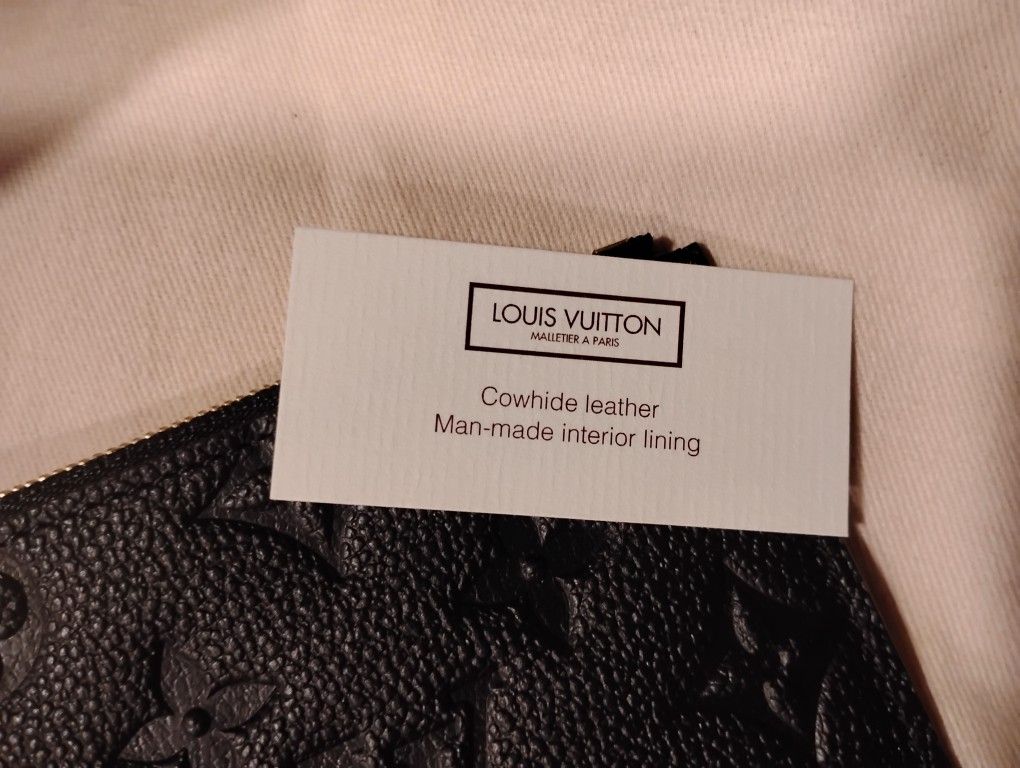 LOUIS VUITTON
MALLETIER A PARIS
Cowhide leather
Man-made interior lining